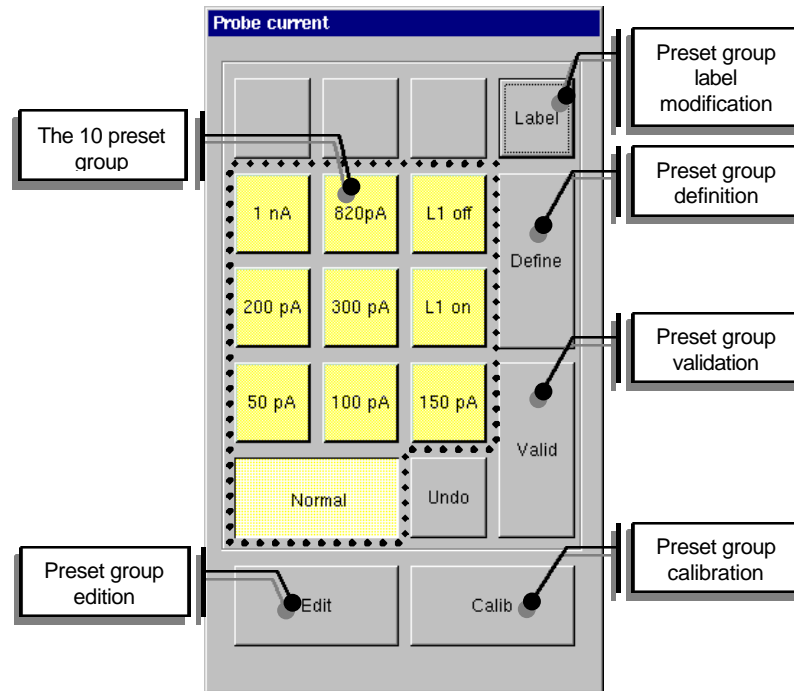 Probe current
Preset group
label
modification
Label
The 10 preset
group
Preset group
definition
1 nA
820pA
L1 off
Define
200 pA
300 pA
L1 on
Preset group
validation
50 pA
100 pA
150 pA
Valid
Normal
Undo
Preset group
edition
Preset group
calibration
Edit
Calib